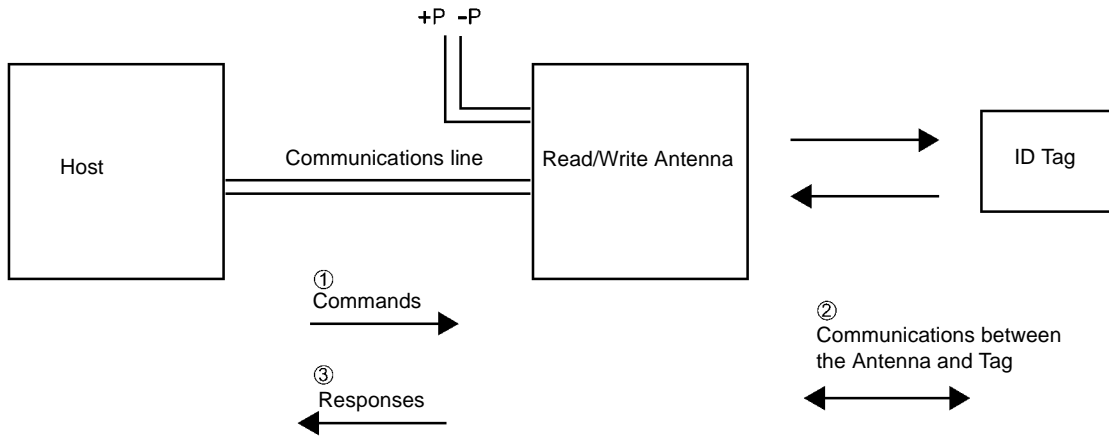 +P -P
Host
Communications line
Read/Write Antenna
ID Tag
①
Commands
②
Communications between
the Antenna and Tag
③
Responses